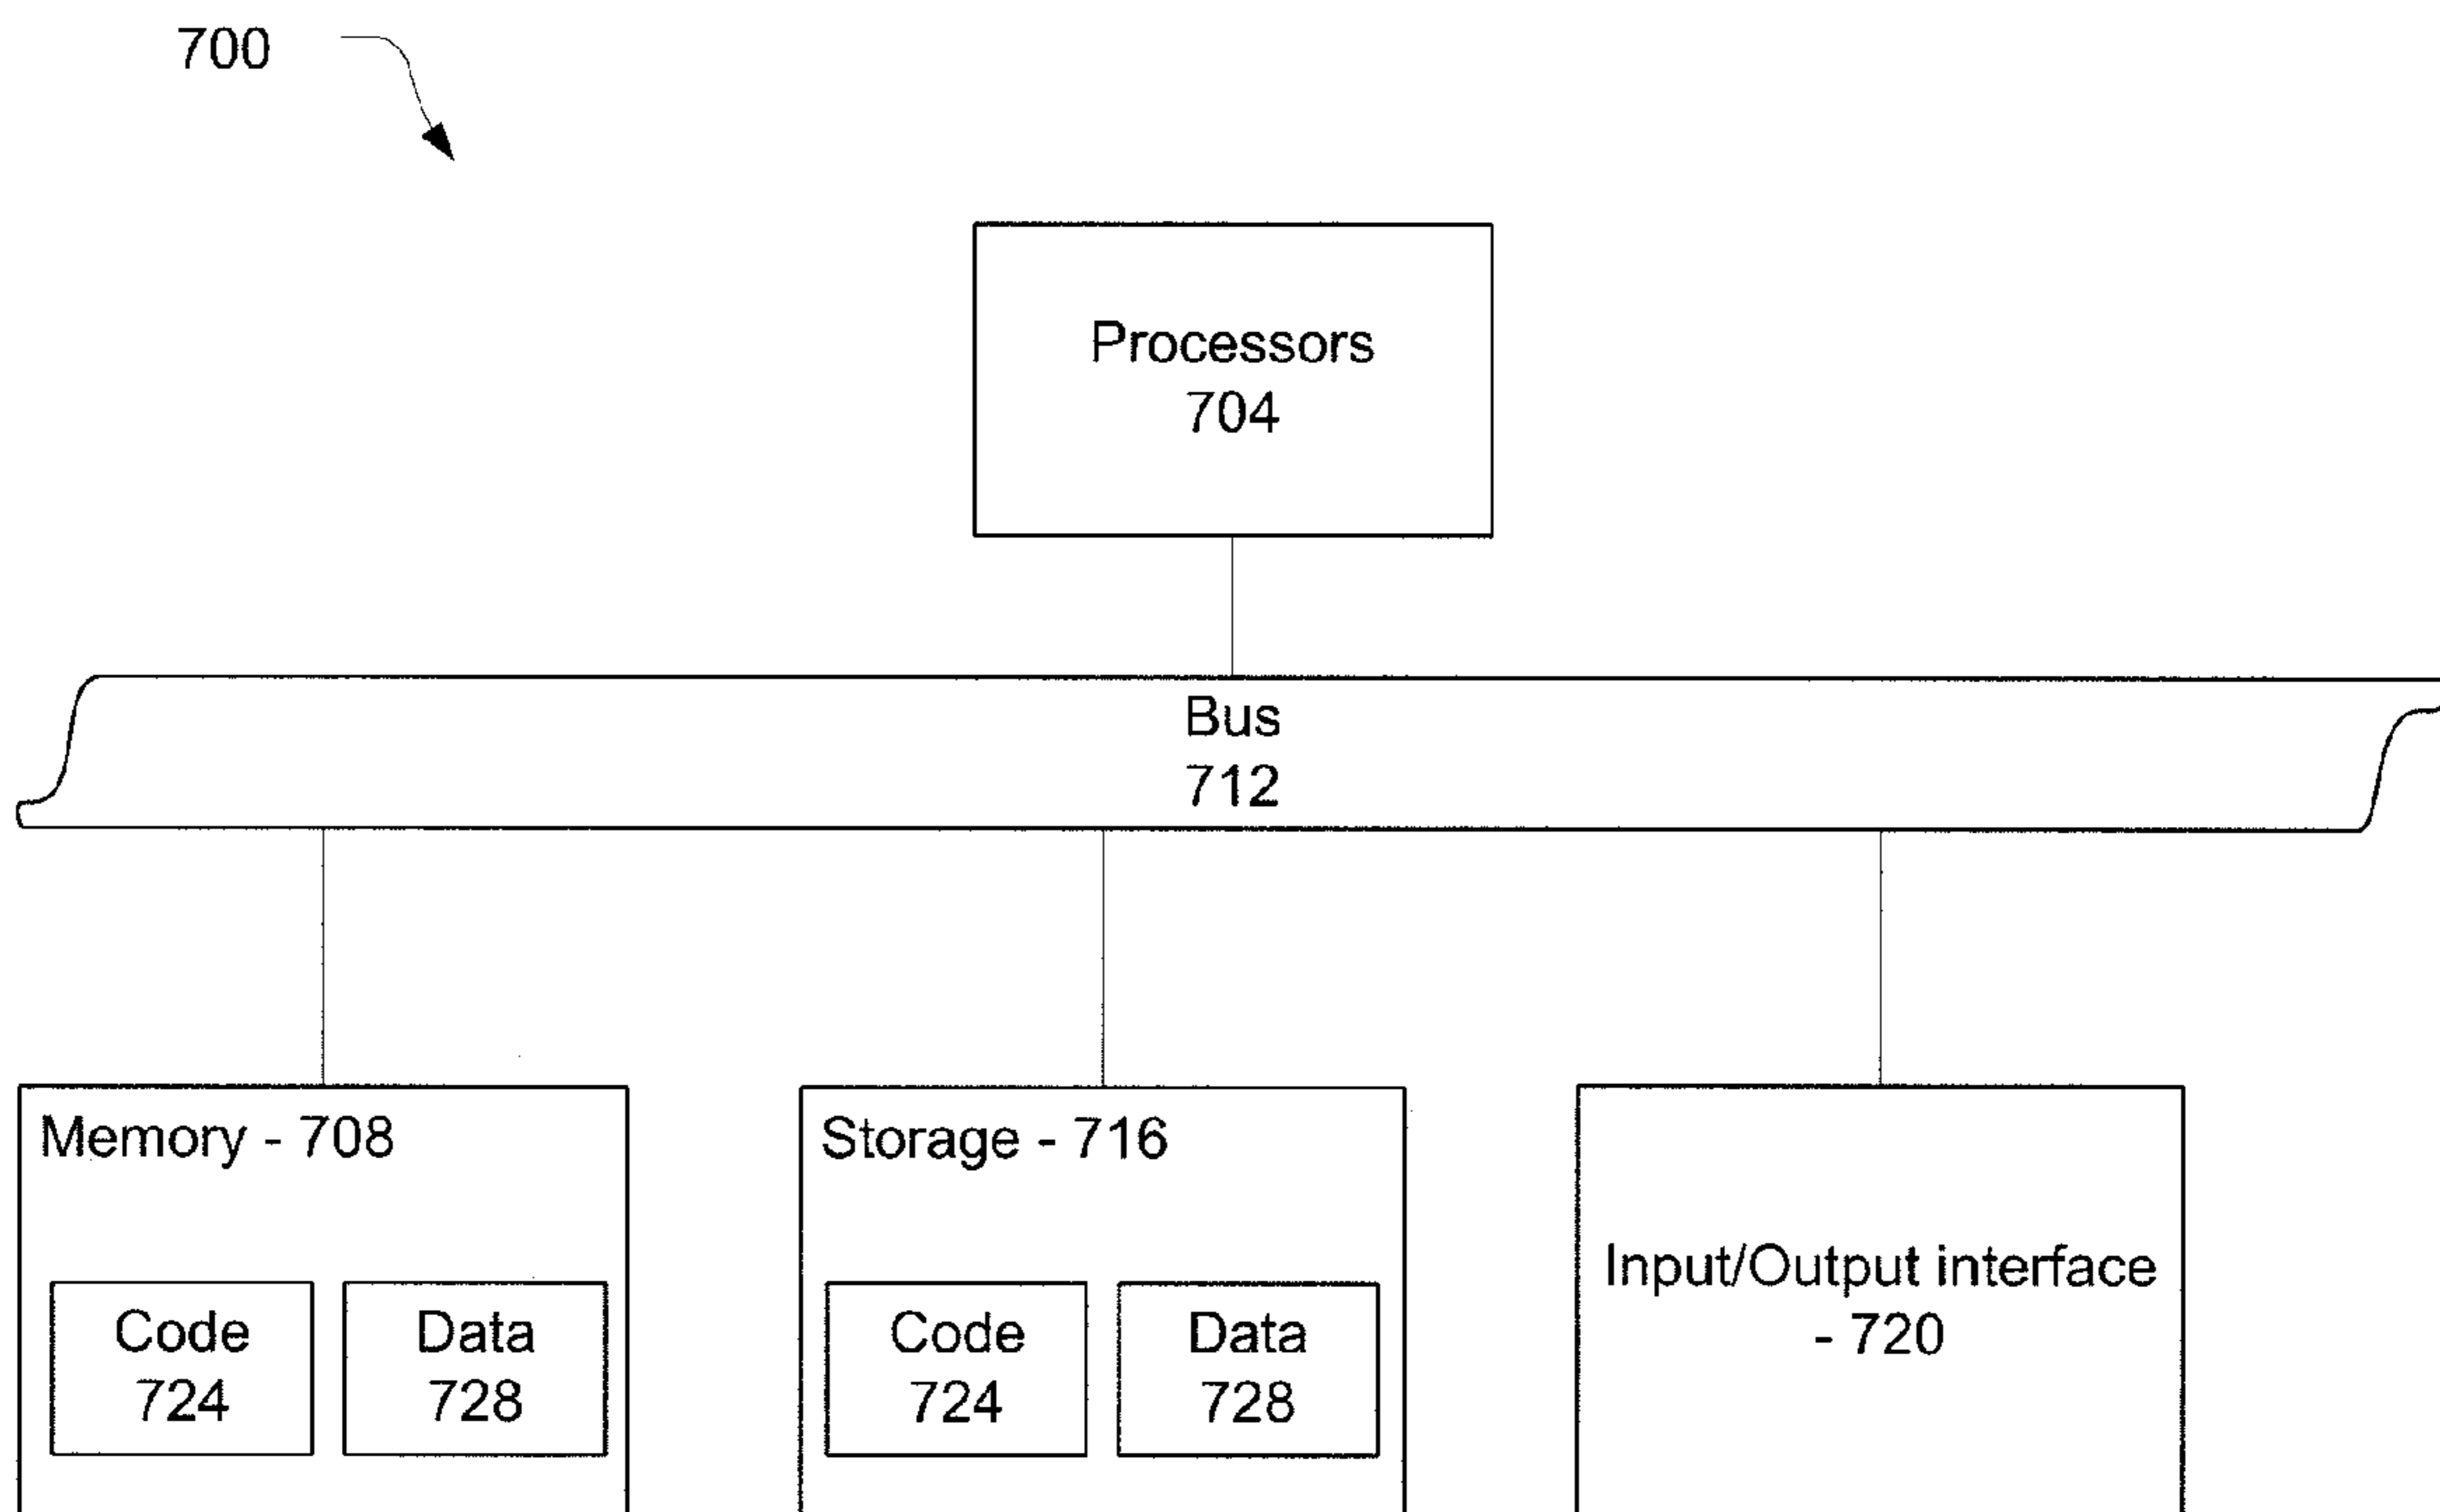 700
Processors
704
Bus
712
Memory - 708
Storage - 716
Input/Output interface
- 720
Code
724
Data
728
Code
724
Data
728